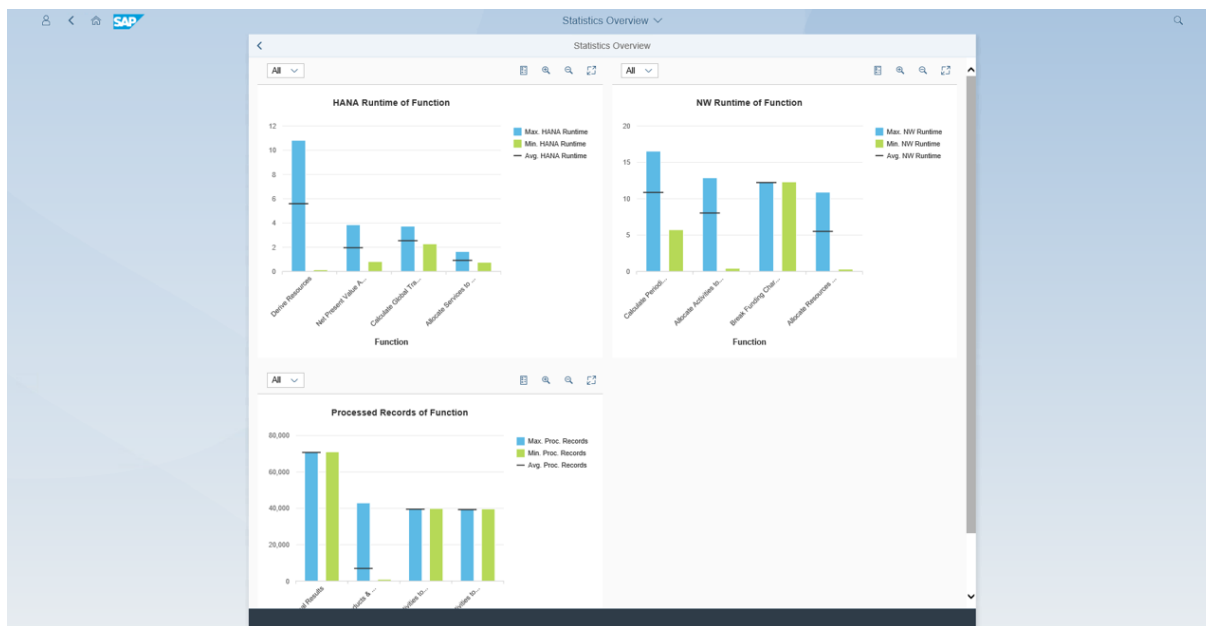 SAP
Statistics Overview
Statistics Overview
All
HANA Runtime of Function
12
10
8
6
4
2
0
Max. HANA Runtime
Min. HANA Runtime
Avg. HANA Runtime
Derive Resources
Net Present Value A...
Calculate Global Tra...
Allocate Services to ...
Function
All
NW Runtime of Function
20
15
10
5
0
Max. NW Runtime
Min. NW Runtime
Avg. NW Runtime
Calculate Periodi...
Allocate Activities to...
Break Funding Char...
Allocate Resources ...
Function
All
Processed Records of Function
80,000
60,000
40,000
20,000
0
Max. Proc. Records
Min. Proc. Records
Avg. Proc. Records
Results
&
to...
to...